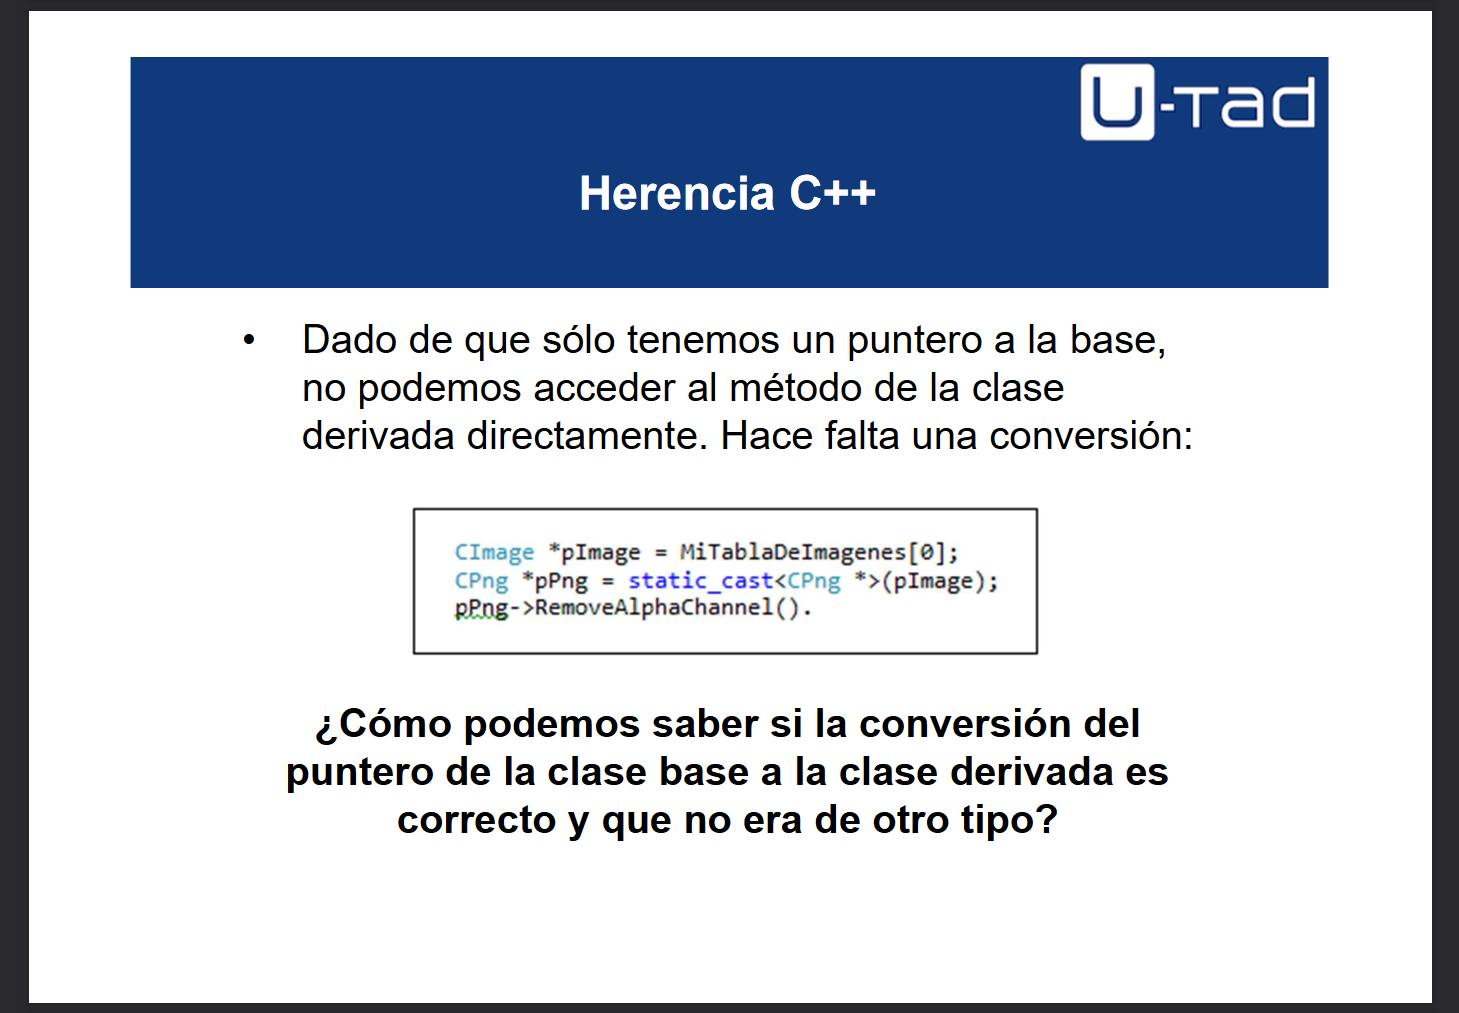 U-Tad
Herencia C++
• Dado de que sólo tenemos un puntero a la base,
no podemos acceder al método de la clase
derivada directamente. Hace falta una conversión:
CImage *pImage = MiTablaDeImagenes[0];
CPng *pPng = static_cast<CPng *>(pImage);
pPng->RemoveAlphaChannel().
¿Cómo podemos saber si la conversión del
puntero de la clase base a la clase derivada es
correcto y que no era de otro tipo?